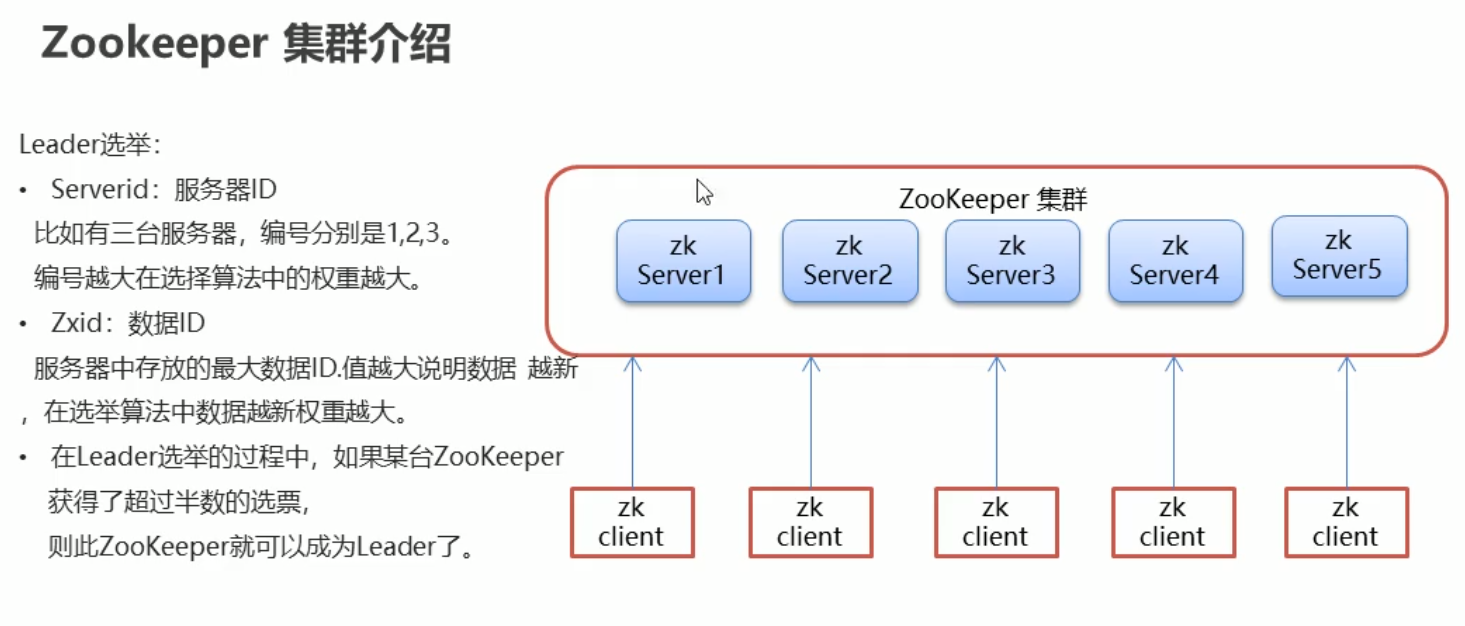 Zookeeper 集群介绍
Leader选举：
• Serverid：服务器ID
比如有三台服务器，编号分别是1,2,3。
编号越大在选择算法中的权重越大。
• Zxid：数据ID
服务器中存放的最大数据ID.值越大说明数据 越新
，在选举算法中数据越新权重越大。
• 在Leader选举的过程中，如果某台ZooKeeper
获得了超过半数的选票，
则此ZooKeeper就可以成为Leader了。
ZooKeeper 集群
zk
Server1
zk
Server2
zk
Server3
zk
Server4
zk
Server5
zk
client
zk
client
zk
client
zk
client
zk
client